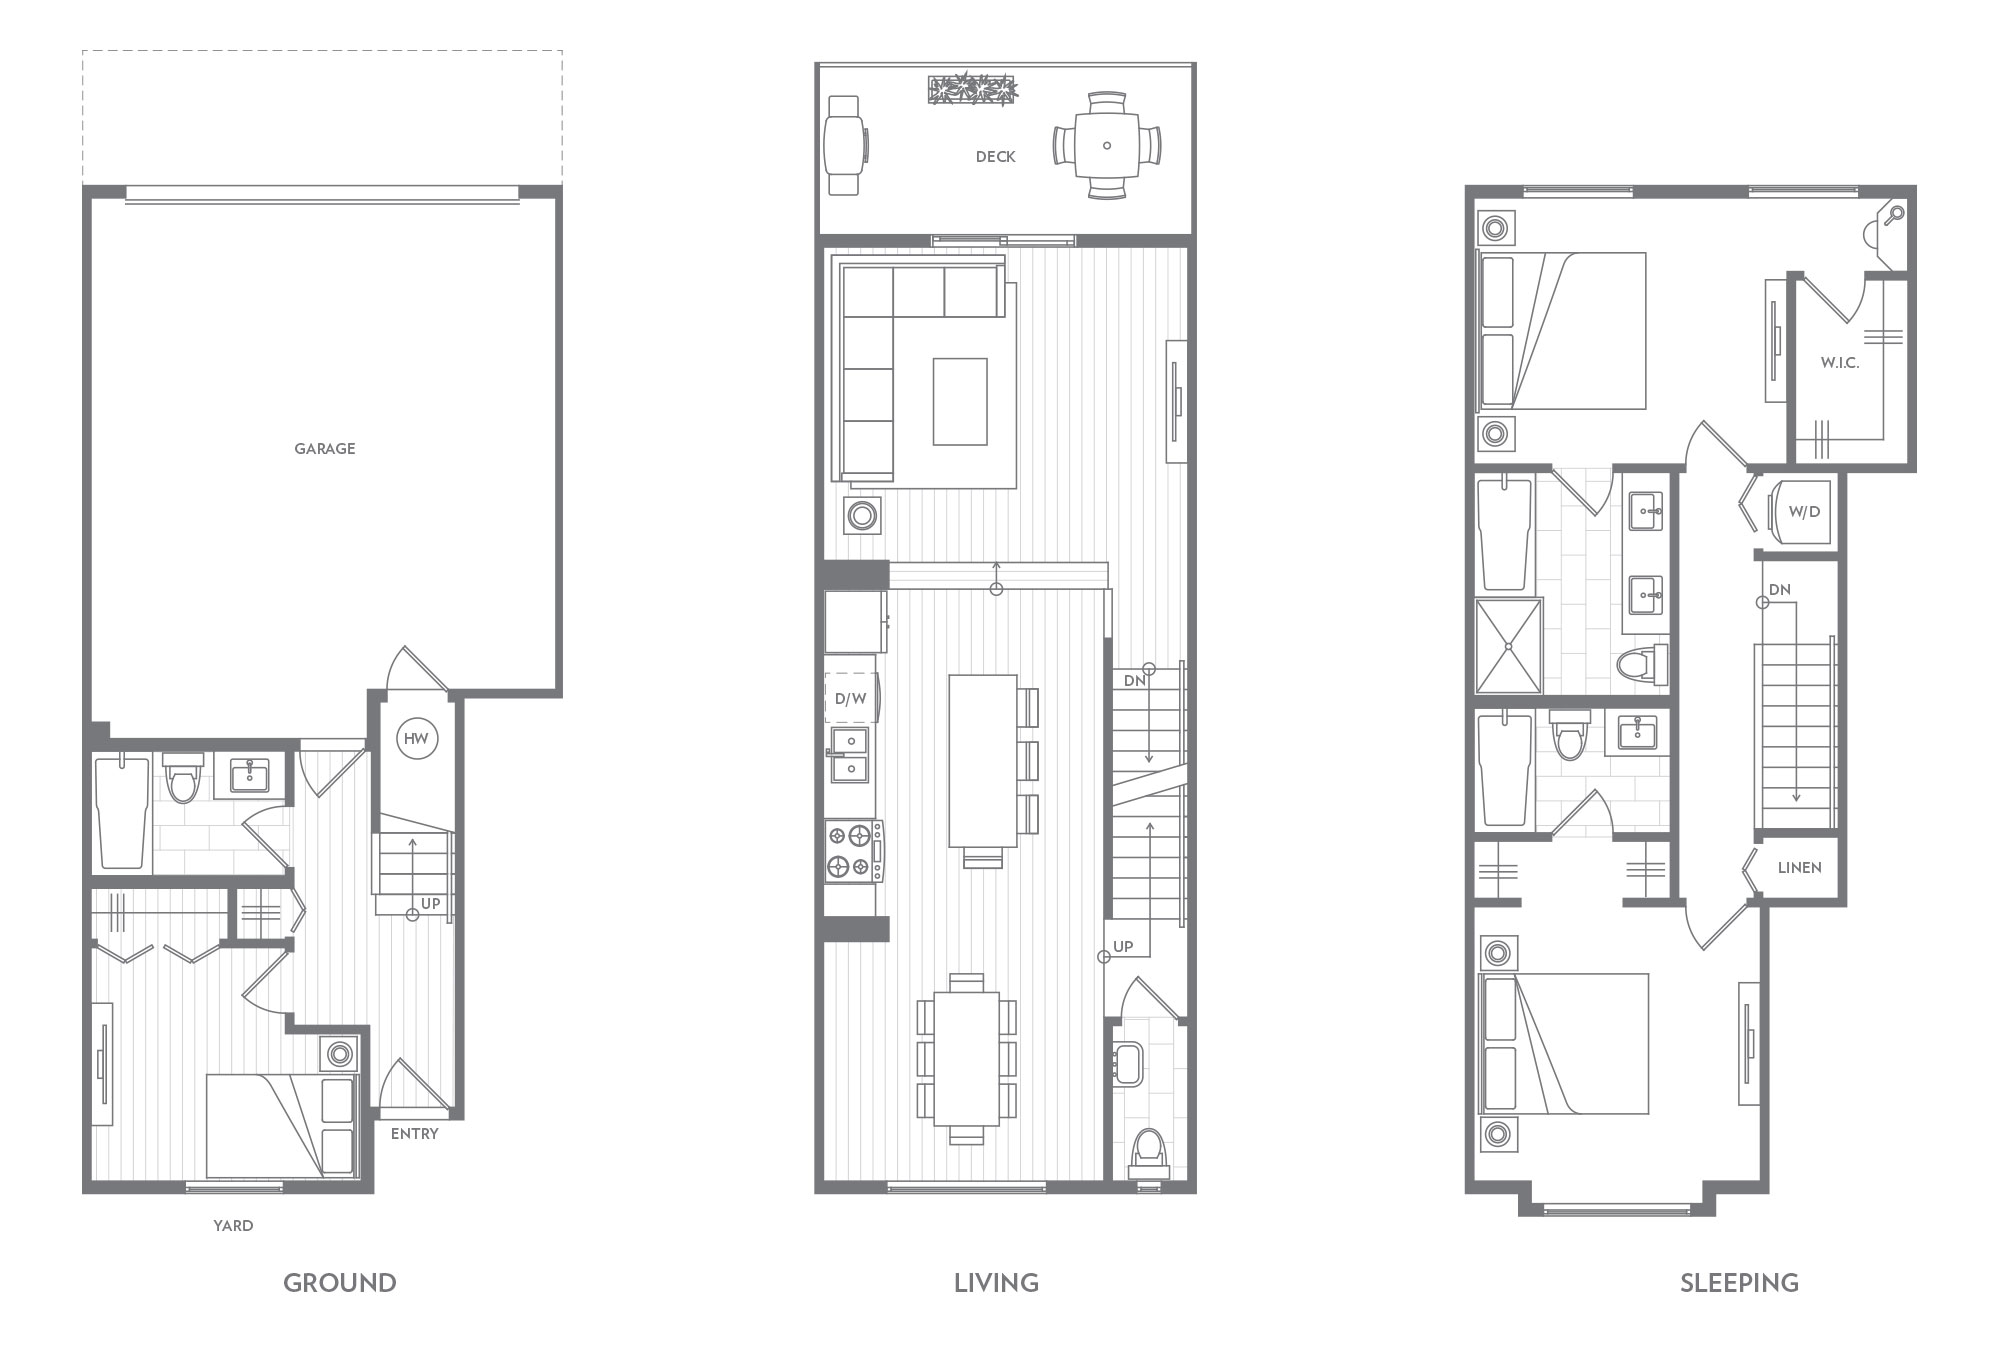 GARAGE
HW
UP
ENTRY
YARD
GROUND
DECK
D/W
DN
UP
LIVING
W.I.C.
W/D
DN
LINEN
SLEEPING